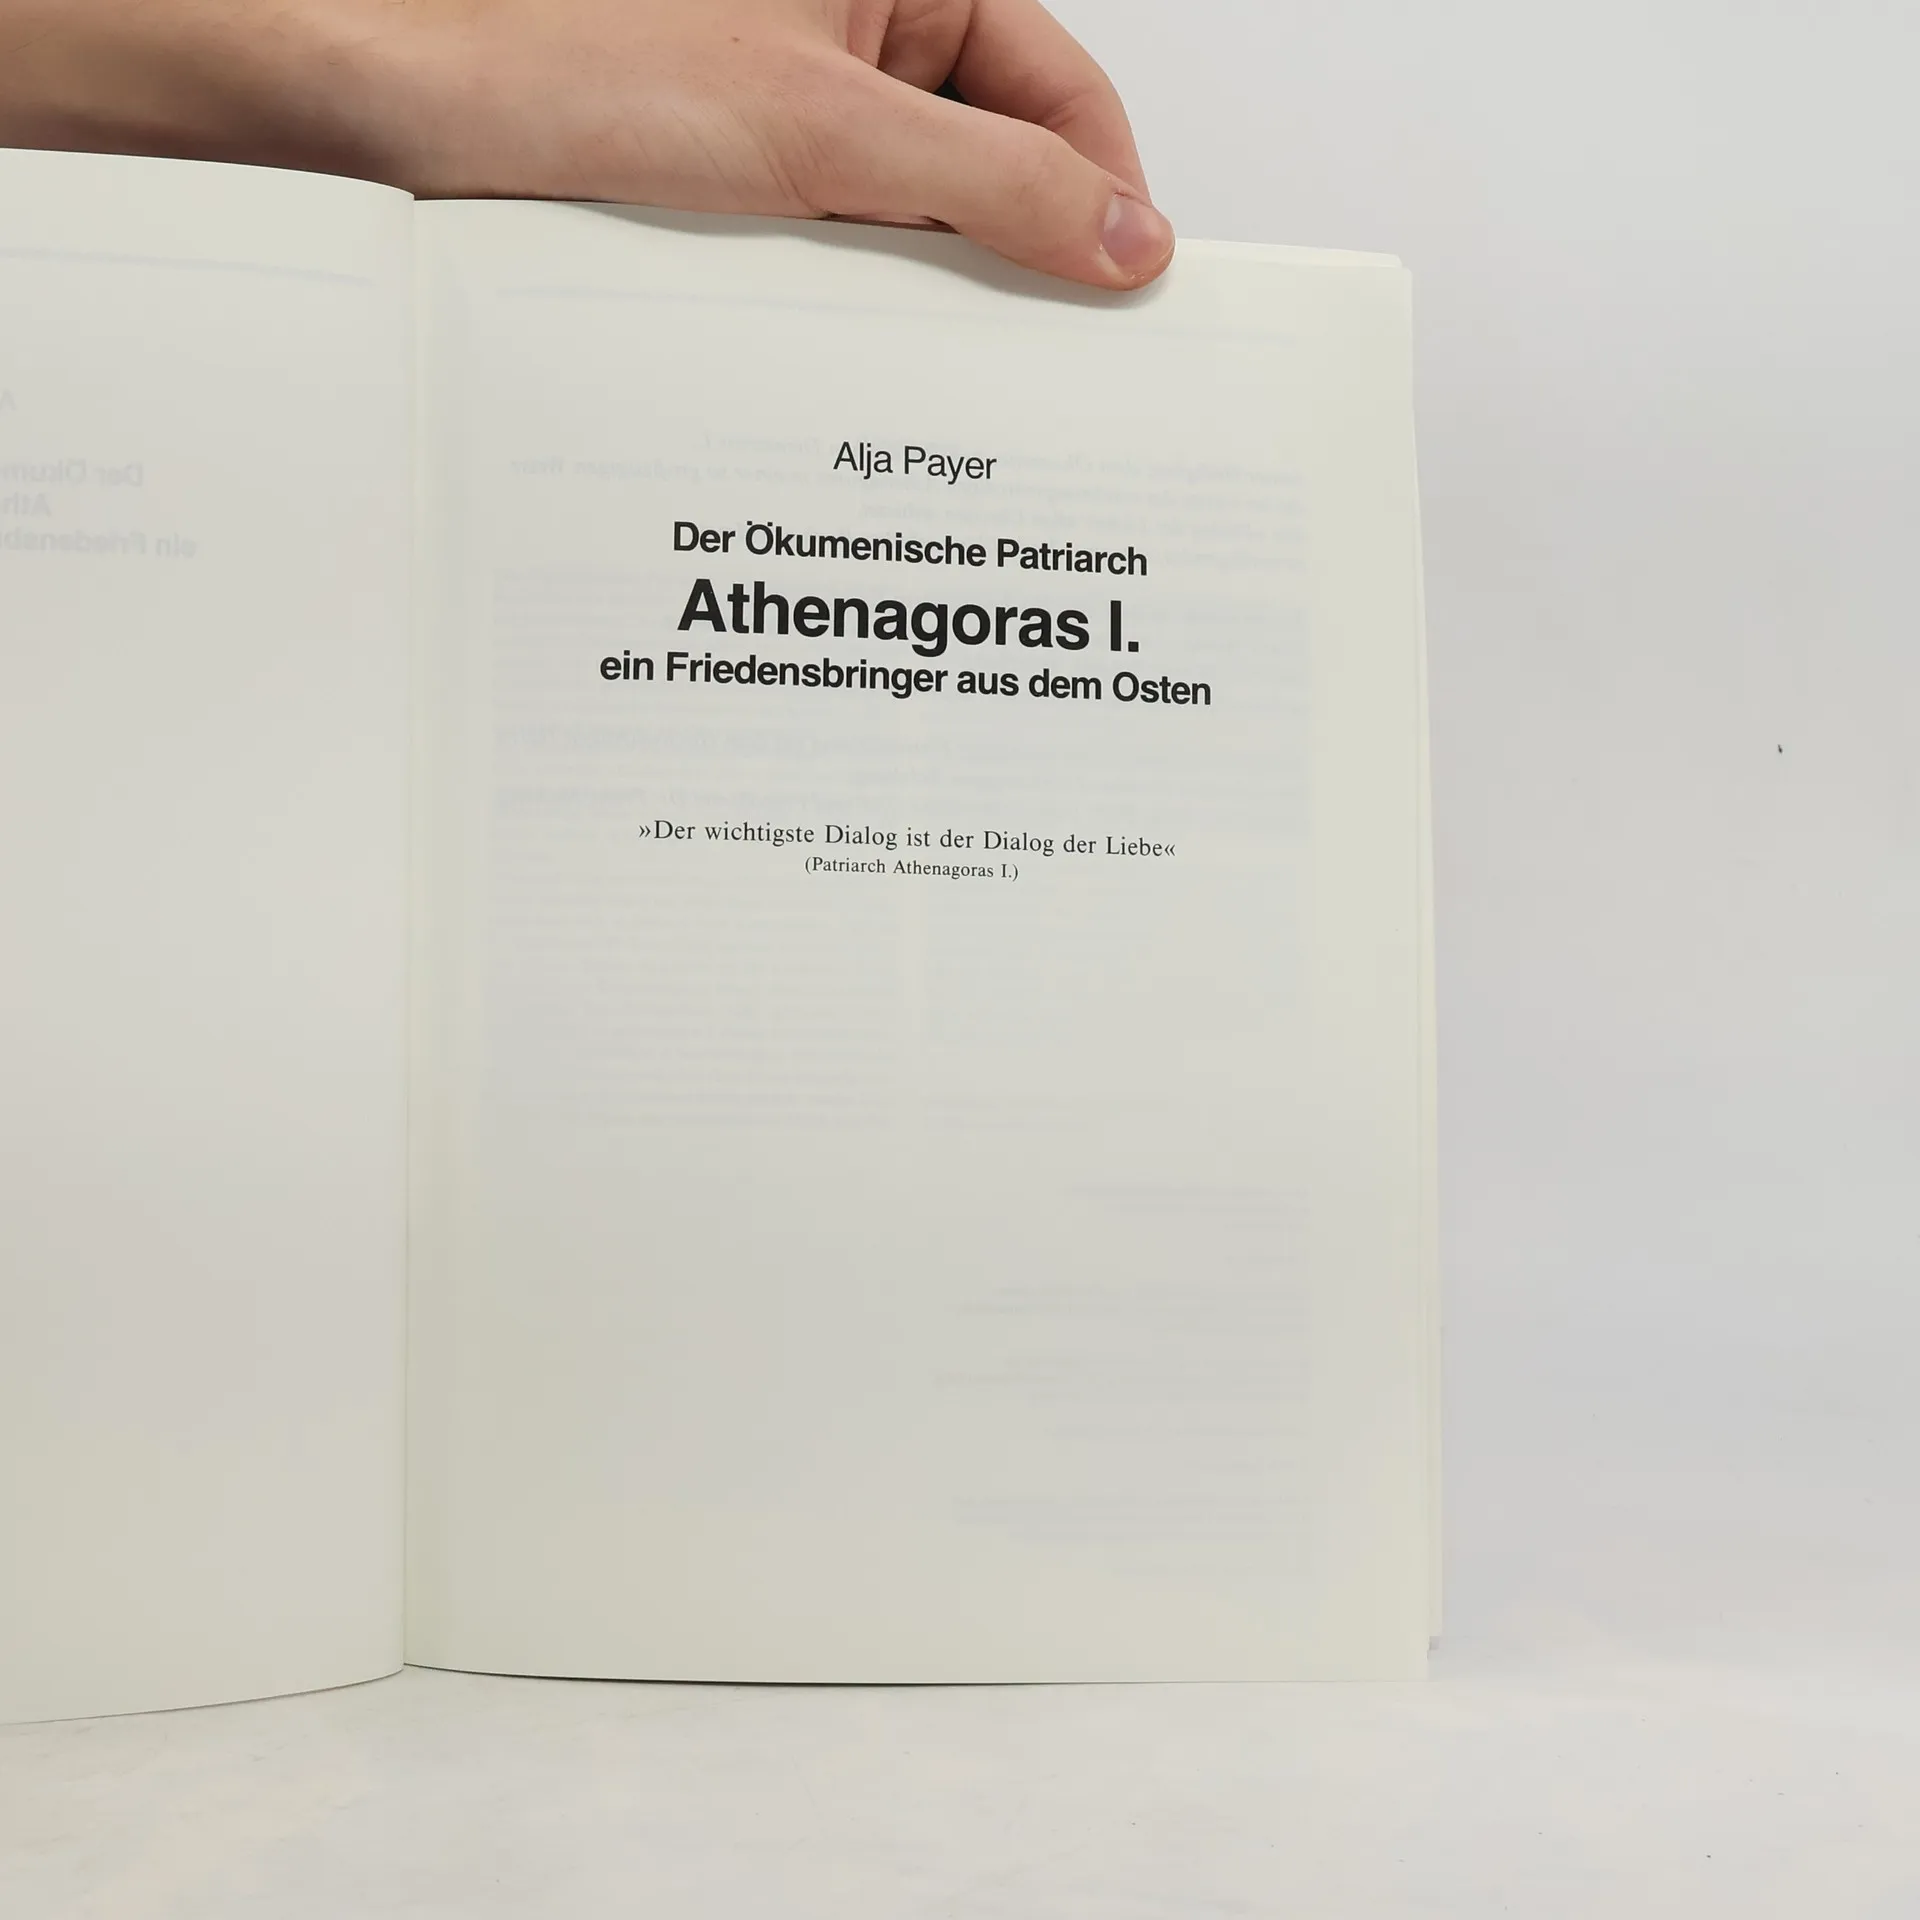 Alja Payer
Der Ökumenische Patriarch
Athenagoras I.
ein Friedensbringer aus dem Osten
»Der wichtigste Dialog ist der Dialog der Liebe«
(Patriarch Athenagoras I.)